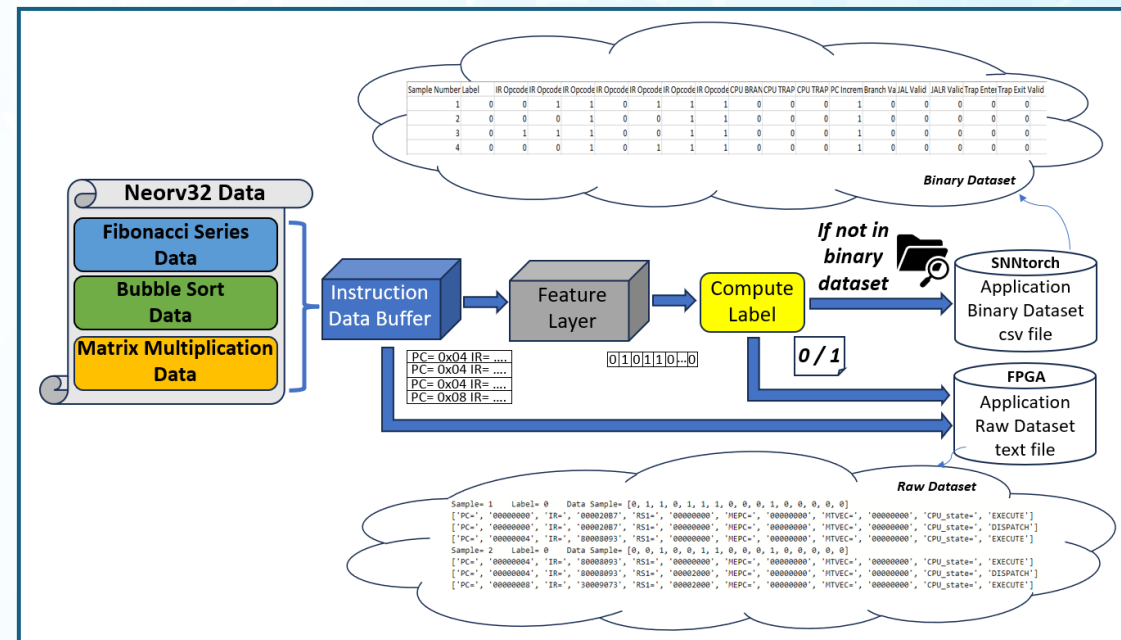 Sample Number Label IR Opcode IR Opcode IR Opcode IR Opcode IR Opcode IR Opcode IR Opcode CPU BRAN CPU TRAP CPU TRAP PC Increm Branch Va JAL Valid JALR Valid Trap Enter Trap Exit Valid
1 0 0 1 1 0 1 1 1 0 0 0 1 0 0 0 0 0
2 0 0 0 1 0 1 1 1 0 0 0 1 0 0 0 0 0
3 0 1 1 1 0 0 1 1 0 0 0 1 0 0 0 0 0
4 0 0 0 1 0 1 1 1 0 0 0 1 0 0 0 0 0
Binary Dataset
Neorv32 Data
Fibonacci Series
Data
Bubble Sort
Data
Matrix Multiplication
Data
Instruction
Data Buffer
PC= 0x04 IR= ....
PC= 0x04 IR= ....
PC= 0x04 IR= ....
PC= 0x08 IR= ....
Feature
Layer
0 1 0 1 1 0 ... 0
Compute
Label
0 / 1
If not in
binary
dataset
SNNtorch
Application
Binary Dataset
csv file
FPGA
Application
Raw Dataset
text file
Raw Dataset
Sample= 1 Label= 0 Data Sample= [0, 1, 1, 0, 1, 1, 1, 0, 0, 0, 1, 0, 0, 0, 0, 0]
['PC=', '00000000', 'IR=', '000020B7', 'RS1=', '00000000', 'MEPC=', '00000000', 'MTVEC=', '00000000', 'CPU_state=', 'EXECUTE']
['PC=', '00000000', 'IR=', '000020B7', 'RS1=', '00000000', 'MEPC=', '00000000', 'MTVEC=', '00000000', 'CPU_state=', 'DISPATCH']
['PC=', '00000004', 'IR=', '80008093', 'RS1=', '00000000', 'MEPC=', '00000000', 'MTVEC=', '00000000', 'CPU_state=', 'EXECUTE']
Sample= 2 Label= 0 Data Sample= [0, 0, 1, 0, 0, 1, 1, 0, 0, 0, 1, 0, 0, 0, 0, 0]
['PC=', '00000004', 'IR=', '80008093', 'RS1=', '00000000', 'MEPC=', '00000000', 'MTVEC=', '00000000', 'CPU_state=', 'EXECUTE']
['PC=', '00000004', 'IR=', '80008093', 'RS1=', '00002000', 'MEPC=', '00000000', 'MTVEC=', '00000000', 'CPU_state=', 'DISPATCH']
['PC=', '00000008', 'IR=', '30009073', 'RS1=', '00002000', 'MEPC=', '00000000', 'MTVEC=', '00000000', 'CPU_state=', 'EXECUTE']